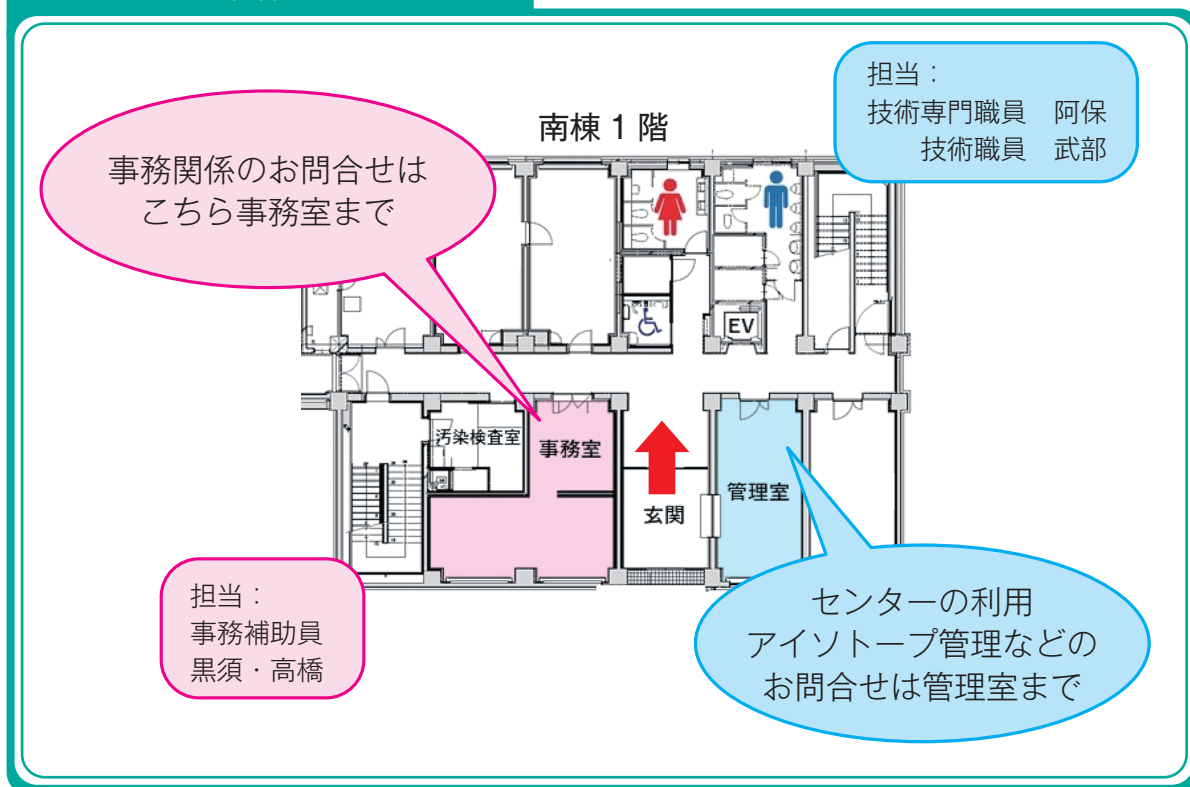 担当：
技術専門職員　阿保
技術職員　武部
南棟 1 階
事務関係のお問合せは
こちら事務室まで
EV
汚染検査室
事務室
管理室
玄関
担当：
事務補助員
黒須・高橋
センターの利用
アイソトープ管理などの
お問合せは管理室まで